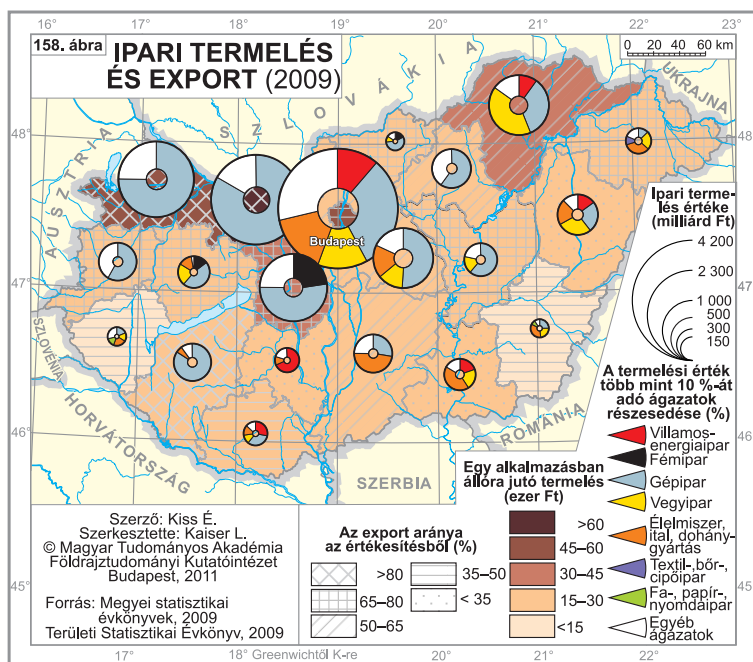 16°
17°
18°
19°
20°
21°
22°
23°
158. ábra
IPARI TERMELÉS
ÉS EXPORT (2009)
0 20 40 60 km
AUSZTRIA
SZLOVÁKIA
UKRAJNA
48°
48°
47°
47°
46°
46°
45°
45°
Budapest
SZLOVÉNIA
HORVÁTORSZÁG
SZERBIA
ROMÁNIA
Ipari terme-
lés értéke
(milliárd Ft)
4 200
2 300
1 000
500
300
150
A termelési érték
több mint 10 %-át
adó ágazatok
részesedése (%)
Villamos-
energiaipar
Fémipar
Gépipar
Vegyipar
Élelmiszer,
ital, dohány-
gyártás
Textil-,bőr-,
cipőipar
Fa-, papír-,
nyomdaipar
Egyéb
ágazatok
Egy alkalmazásban
állóra jutó termelés
(ezer Ft)
>60
45–60
30–45
15–30
<15
Az export aránya
az értékesítésből (%)
>80
65–80
50–65
35–50
< 35
Szerző: Kiss É.
Szerkesztette: Kaiser L.
© Magyar Tudományos Akadémia
Földrajztudományi Kutatóintézet
Budapest, 2011
Forrás: Megyei statisztikai
évkönyvek, 2009
Területi Statisztikai Évkönyv, 2009
17°
18° Greenwichtől K-re
20°
21°
22°